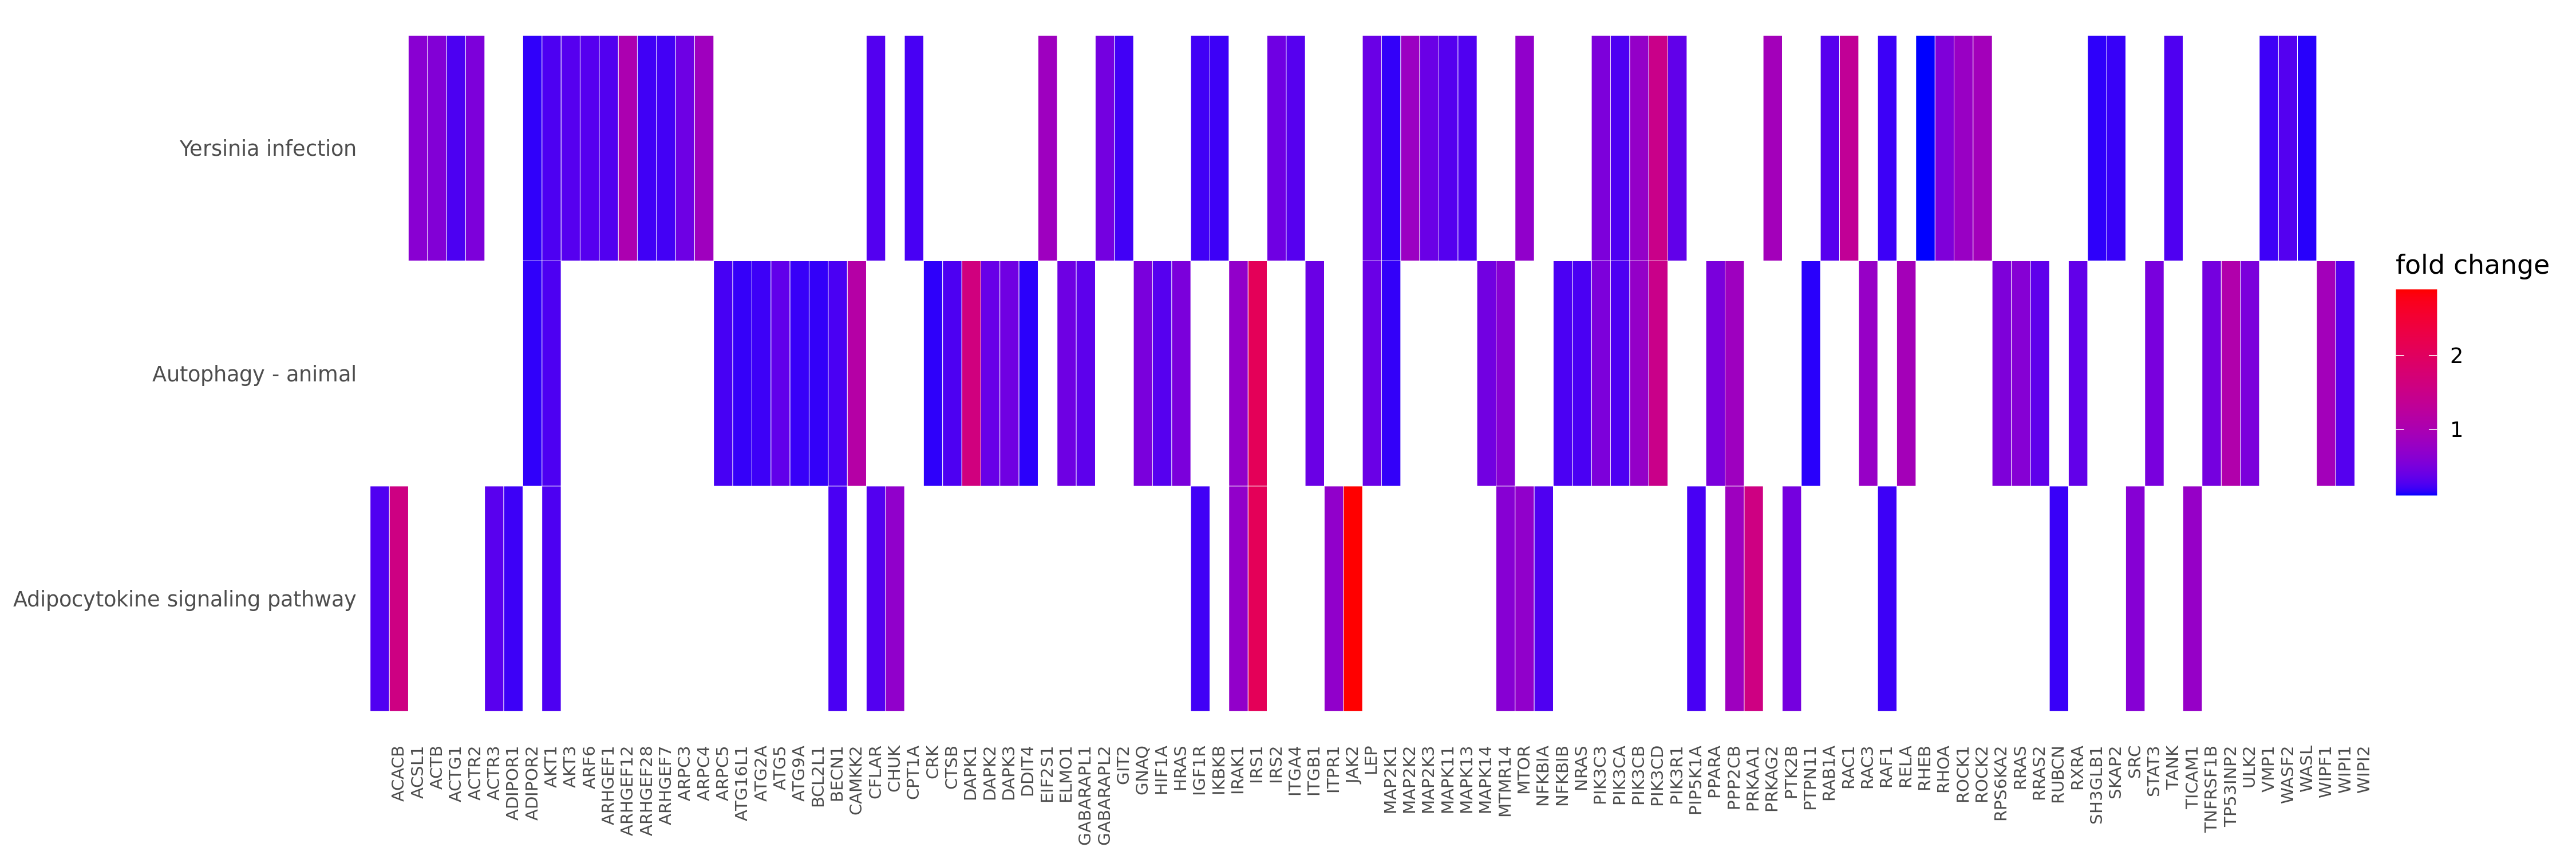 Yersinia infection
Autophagy - animal
Adipocytokine signaling pathway
fold change
2
1
ACACB
ACSL1
ACTB
ACTG1
ACTR2
ACTR3
ADIPOR1
ADIPOR2
AKT1
AKT3
ARF6
ARHGEF1
ARHGEF12
ARHGEF28
ARHGEF7
ARPC3
ARPC4
ARPC5
ATG16L1
ATG2A
ATG5
ATG9A
BCL2L1
BECN1
CAMKK2
CFLAR
CHUK
CPT1A
CRK
CTSB
DAPK1
DAPK2
DAPK3
DDIT4
EIF2S1
ELMO1
GABARAPL1
GABARAPL2
GIT2
GNAQ
HIF1A
HRAS
IGF1R
IKBKB
IRAK1
IRS1
IRS2
ITGA4
ITGB1
ITPR1
JAK2
LEP
MAP2K1
MAP2K2
MAP2K3
MAPK11
MAPK13
MAPK14
MTMR14
MTOR
NFKBIA
NFKBIB
NRAS
PIK3C3
PIK3CA
PIK3CB
PIK3CD
PIK3R1
PIP5K1A
PPARA
PPP2CB
PRKAA1
PRKAG2
PTK2B
PTPN11
RAB1A
RAC1
RAC3
RAF1
RELA
RHEB
RHOA
ROCK1
ROCK2
RPS6KA2
RRAS
RRAS2
RUBCN
RXRA
SH3GLB1
SKAP2
SRC
STAT3
TANK
TICAM1
TNFRSF1B
TP53INP2
ULK2
VMP1
WASF2
WASL
WIPF1
WIPI1
WIPI2